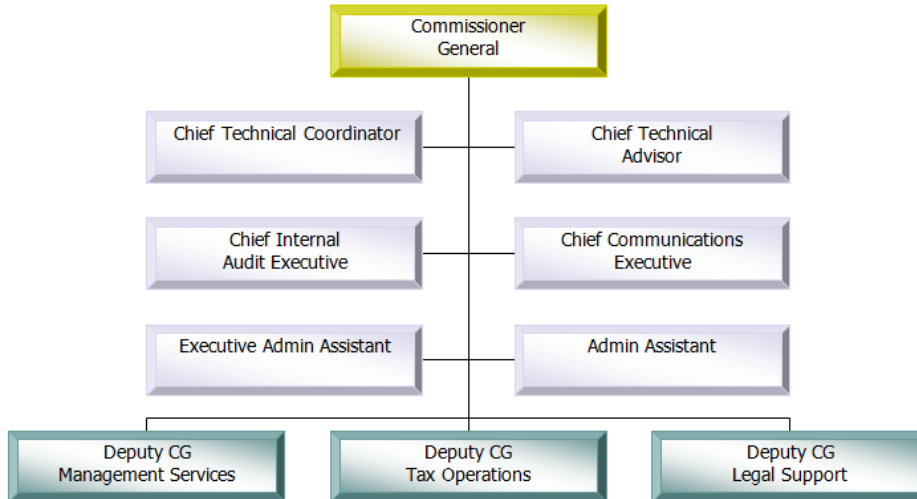 Commissioner
General
Chief Technical Coordinator
Chief Technical
Advisor
Chief Internal
Audit Executive
Chief Communications
Executive
Executive Admin Assistant
Admin Assistant
Deputy CG
Management Services
Deputy CG
Tax Operations
Deputy CG
Legal Support